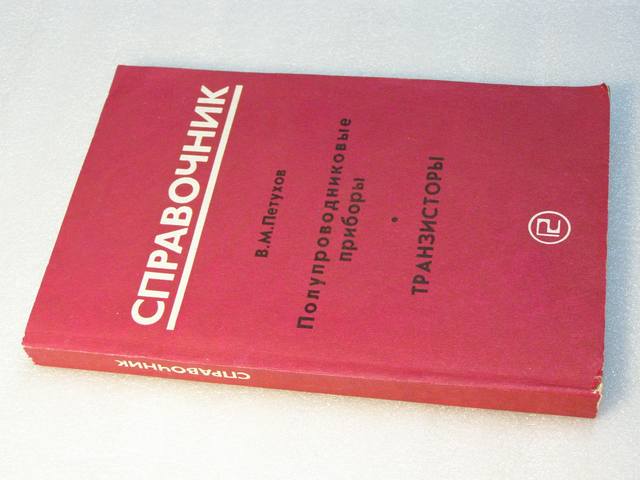 СПРАВОЧНИК
В.М.Петухов
Полупроводниковые
приборы
•
ТРАНЗИСТОРЫ
СПРАВОЧНИК